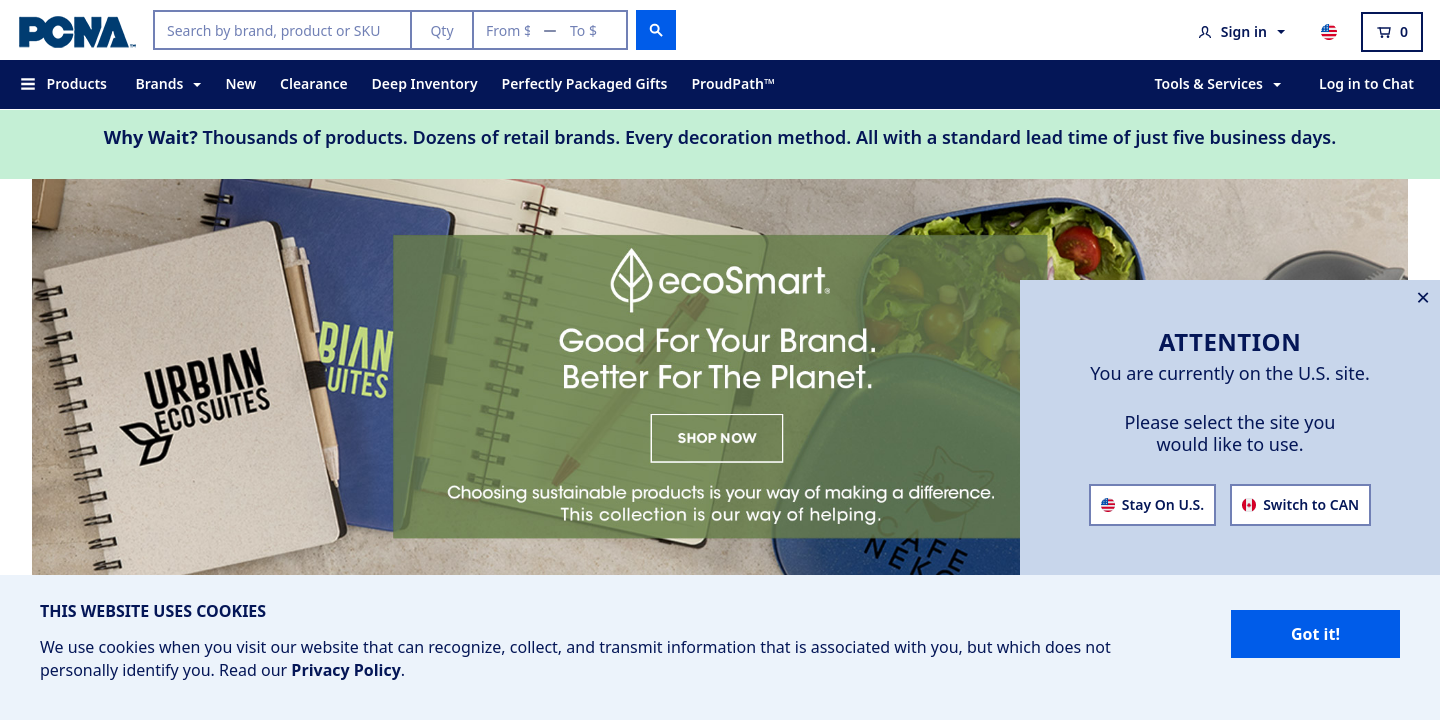 PCNA™
Search by brand, product or SKU
Qty
From $
—
To $
Sign in
0
Products
Brands
New
Clearance
Deep Inventory
Perfectly Packaged Gifts
ProudPath™
Tools & Services
Log in to Chat
Why Wait? Thousands of products. Dozens of retail brands. Every decoration method. All with a standard lead time of just five business days.
ecoSmart®
Good For Your Brand.
Better For The Planet.
SHOP NOW
Choosing sustainable products is your way of making a difference.
This collection is our way of helping.
URBIAN
ECO SUITES
BIAN
SUITES
CAFE
NEKO
ATTENTION
You are currently on the U.S. site.
Please select the site you
would like to use.
Stay On U.S.
Switch to CAN
THIS WEBSITE USES COOKIES
We use cookies when you visit our website that can recognize, collect, and transmit information that is associated with you, but which does not
personally identify you. Read our Privacy Policy.
Got it!